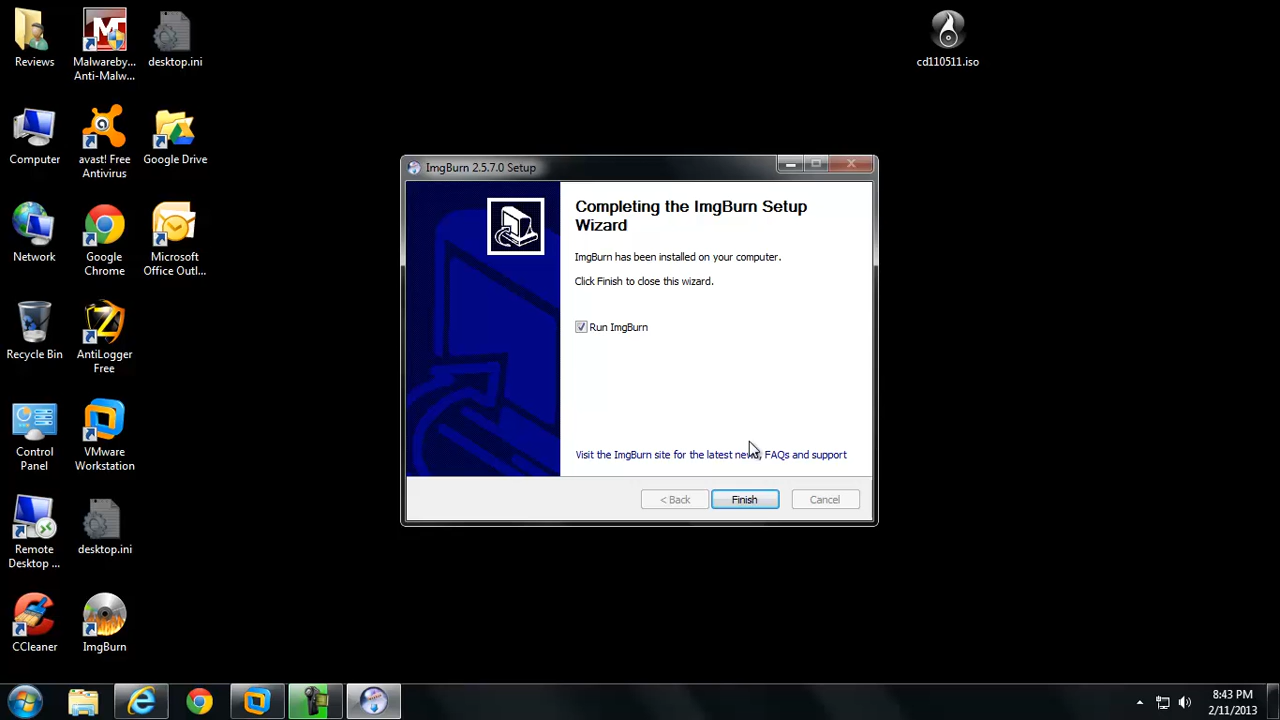 Reviews
Malwareby...
Anti-Malw...
desktop.ini
cd110511.iso
Computer
avast! Free
Antivirus
Google Drive
Network
Google
Chrome
Microsoft
Office Outl...
Recycle Bin
AntiLogger
Free
Control
Panel
VMware
Workstation
Remote
Desktop ...
desktop.ini
CCleaner
ImgBurn
ImgBurn 2.5.7.0 Setup
Completing the ImgBurn Setup
Wizard
ImgBurn has been installed on your computer.
Click Finish to close this wizard.
Run ImgBurn
Visit the ImgBurn site for the latest news, FAQs and support
< Back
Finish
Cancel
8:43 PM
2/11/2013